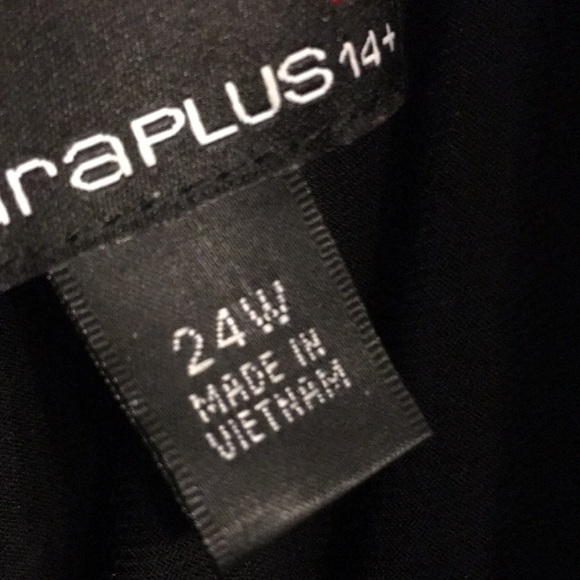 araPLUS 14+
24W
MADE IN
VIETNAM